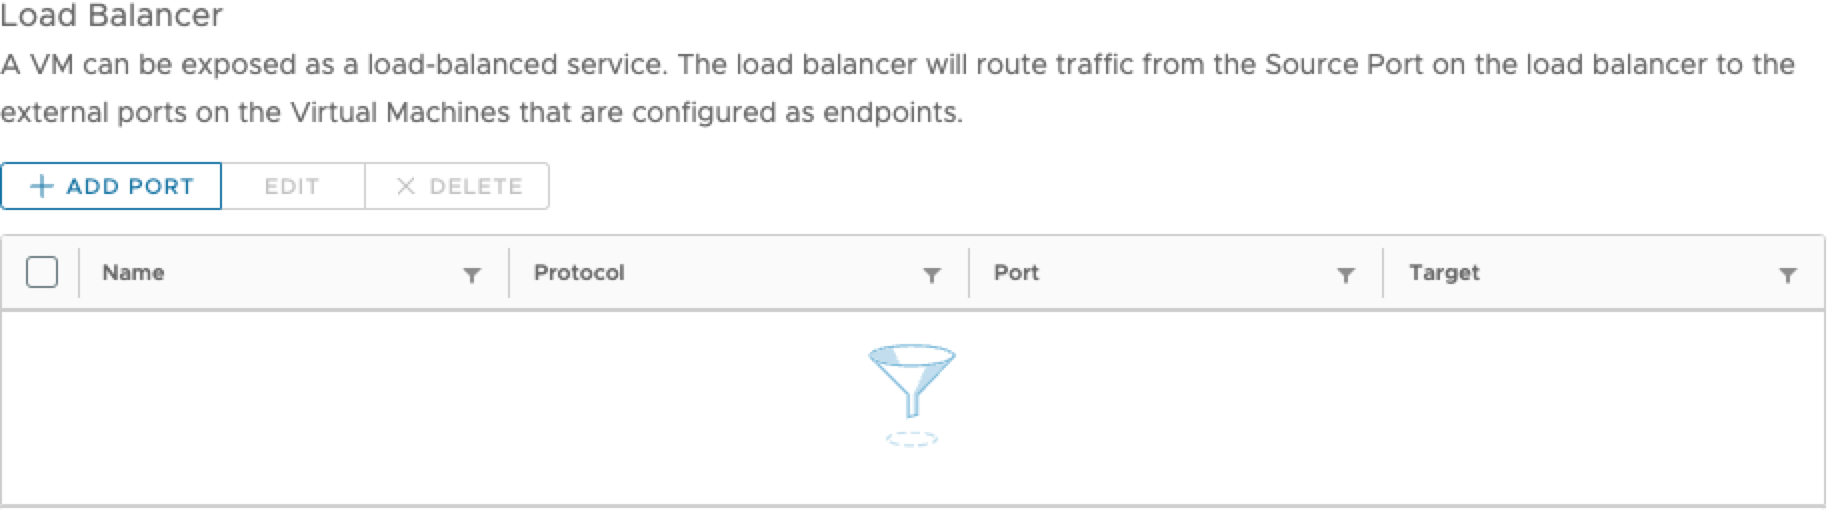 Load Balancer
A VM can be exposed as a load-balanced service. The load balancer will route traffic from the Source Port on the load balancer to the
external ports on the Virtual Machines that are configured as endpoints.
ADD PORT EDIT DELETE
Name Protocol Port Target